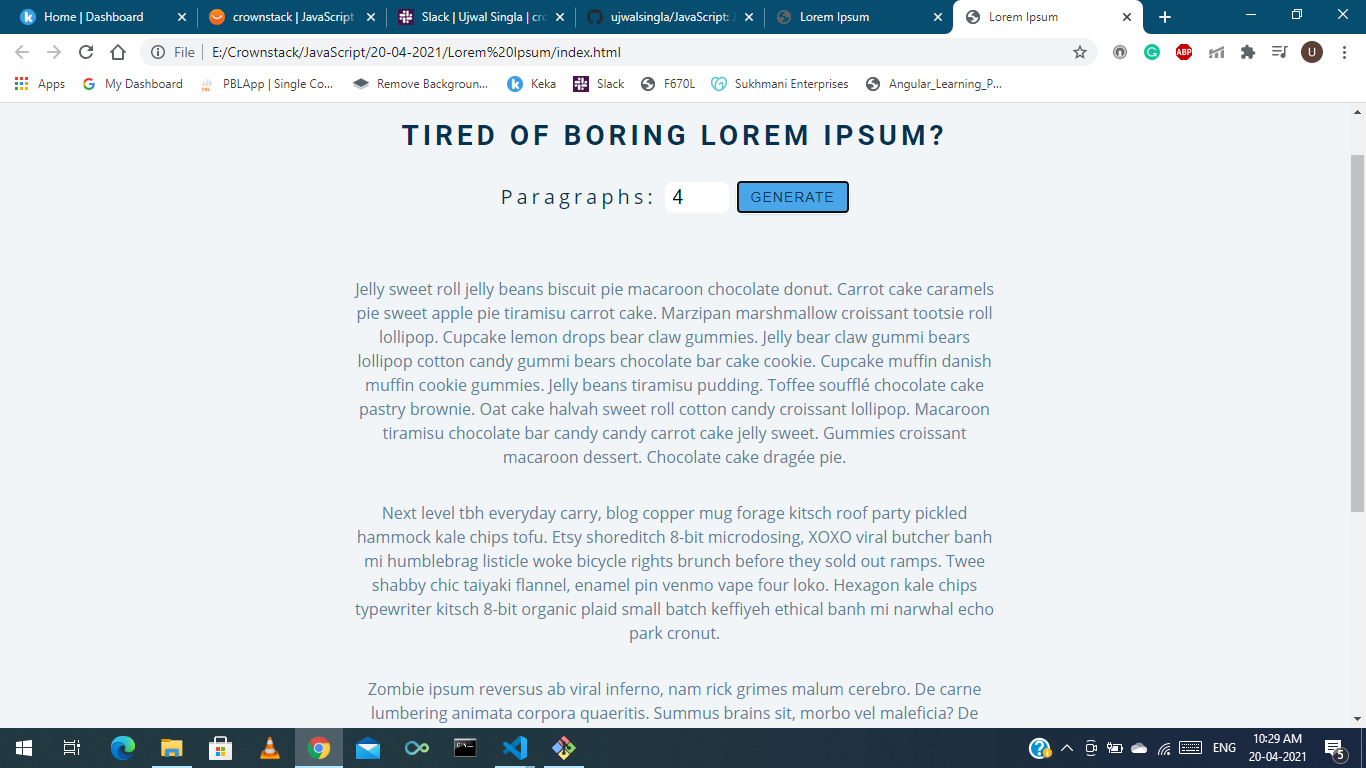 Home | Dashboard
crownstack | JavaScript
Slack | Ujwal Singla | cro
ujwalsingla/JavaScript: J
Lorem Ipsum
Lorem Ipsum
File
E:/Crownstack/JavaScript/20-04-2021/Lorem%20Ipsum/index.html
ABP
U
Apps
My Dashboard
PBLApp | Single Co...
Remove Backgroun...
Keka
Slack
F670L
Sukhmani Enterprises
Angular_Learning_P...
TIRED OF BORING LOREM IPSUM?
Paragraphs: 4 GENERATE
Jelly sweet roll jelly beans biscuit pie macaroon chocolate donut. Carrot cake caramels
pie sweet apple pie tiramisu carrot cake. Marzipan marshmallow croissant tootsie roll
lollipop. Cupcake lemon drops bear claw gummies. Jelly bear claw gummi bears
lollipop cotton candy gummi bears chocolate bar cake cookie. Cupcake muffin danish
muffin cookie gummies. Jelly beans tiramisu pudding. Toffee soufflé chocolate cake
pastry brownie. Oat cake halvah sweet roll cotton candy croissant lollipop. Macaroon
tiramisu chocolate bar candy candy carrot cake jelly sweet. Gummies croissant
macaroon dessert. Chocolate cake dragée pie.
Next level tbh everyday carry, blog copper mug forage kitsch roof party pickled
hammock kale chips tofu. Etsy shoreditch 8-bit microdosing, XOXO viral butcher banh
mi humblebrag listicle woke bicycle rights brunch before they sold out ramps. Twee
shabby chic taiyaki flannel, enamel pin venmo vape four loko. Hexagon kale chips
typewriter kitsch 8-bit organic plaid small batch keffiyeh ethical banh mi narwhal echo
park cronut.
Zombie ipsum reversus ab viral inferno, nam rick grimes malum cerebro. De carne
lumbering animata corpora quaeritis. Summus brains sit, morbo vel maleficia? De
ENG
10:29 AM
20-04-2021
5